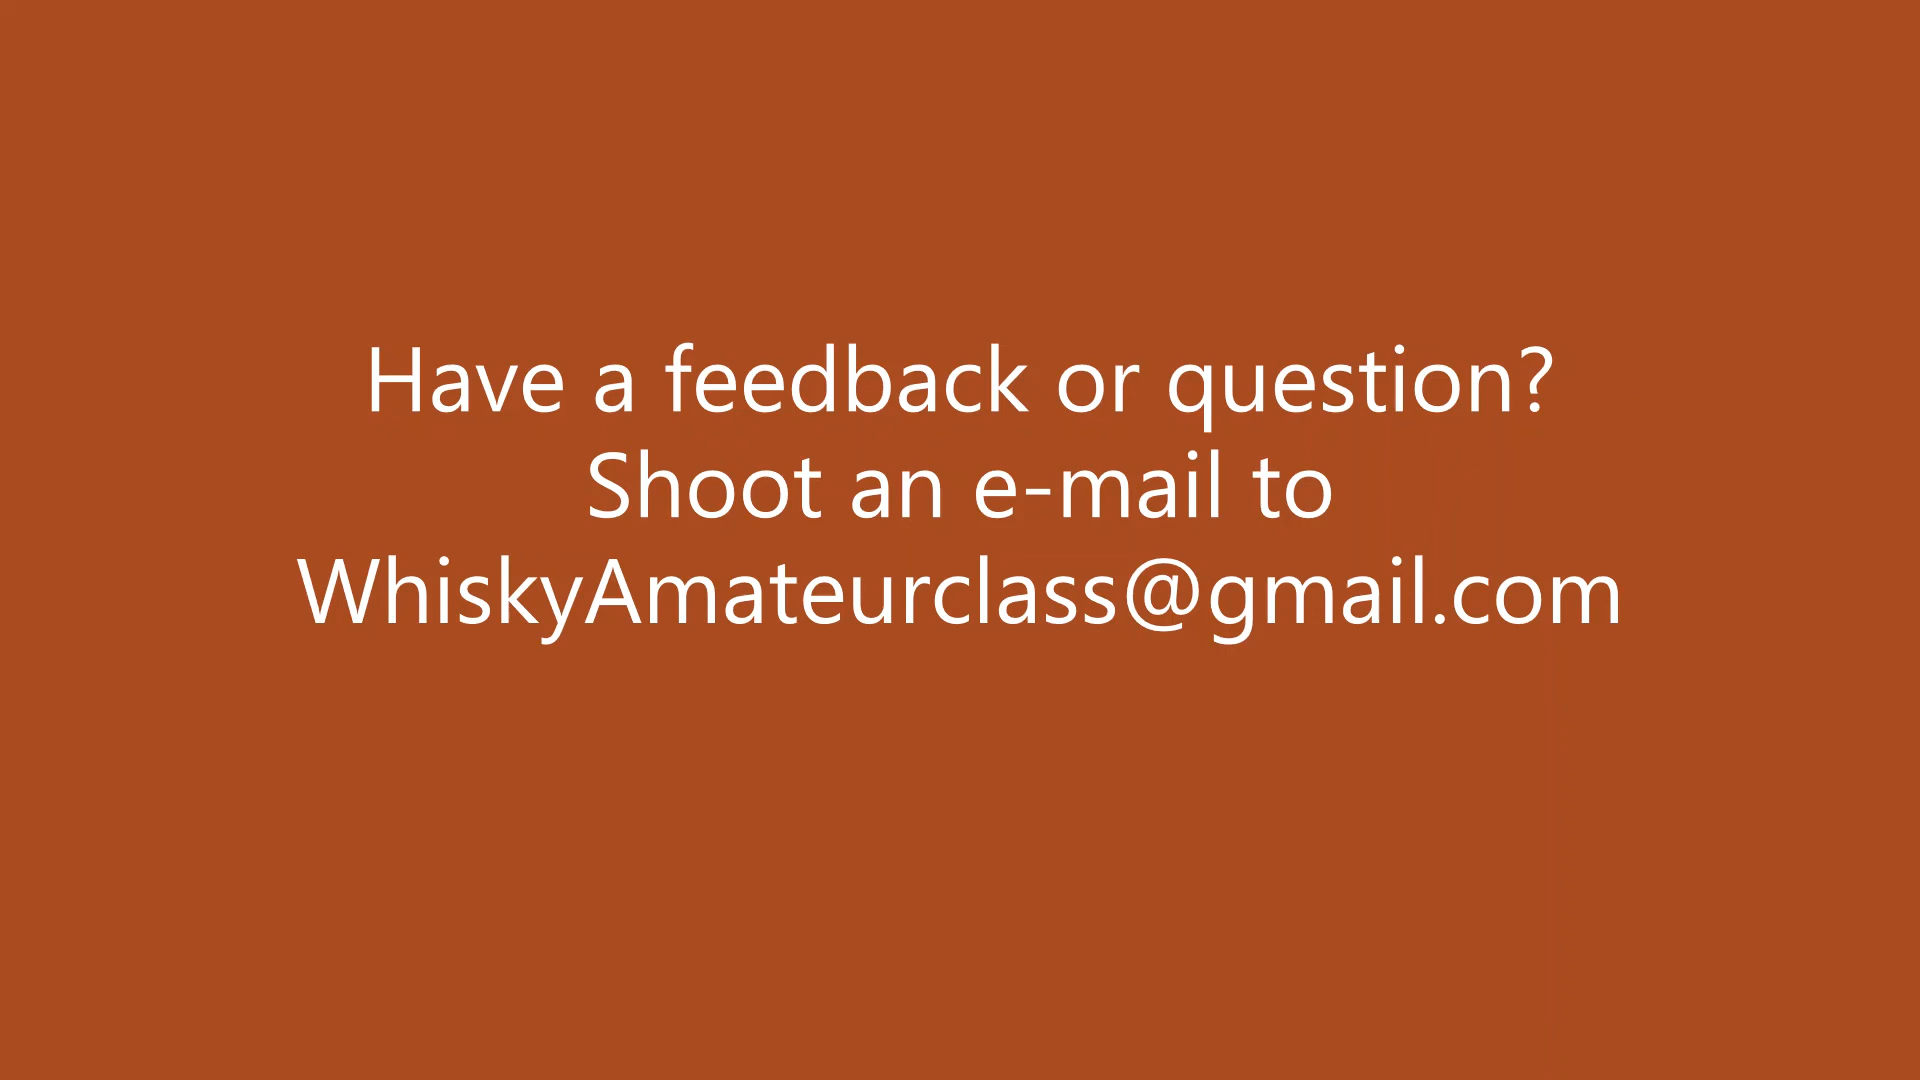 Have a feedback or question?
Shoot an e-mail to
WhiskyAmateurclass@gmail.com